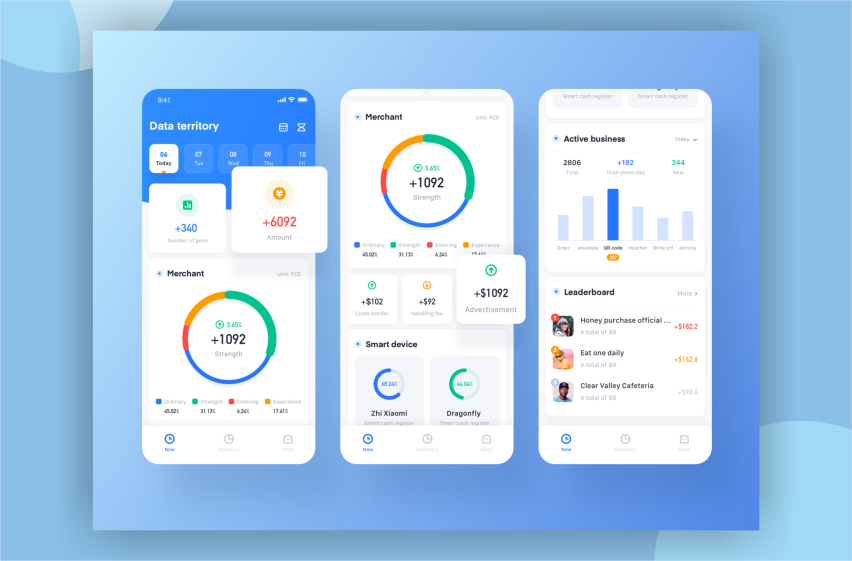 9:41
Data territory
06 07 08 09 10
Today Tue Wed Thu Fri
¥
+340
Number of pens
+6092
Amount
Merchant
Unit: PCS
3.65%
+1092
Strength
Ordinary Strength Entering Experience
45.02% 31.13% 6.24% 17.61%
Now Statistics
Merchant
Unit: PCS
3.65%
+1092
Strength
Ordinary Strength Entering Experience
45.02% 31.13% 6.24% 17.61%
+$102
Cross-border
+$92
Handling fee
+$1092
Advertisement
Smart device
68.24%
Zhi Xiaomi
Smart cash register
Dragonfly
Smart cash register
Now Statistics
Smart cash register
Smart cash register
Active business
Today
2806 +182 344
Total Than yesterday New
Order envelope QR code Voucher Write-off activity
Leaderboard
More
1
Honey purchase official ...
A total of 89
+$182.2
2
Eat one daily
A total of 89
+$162.6
3
Clear Valley Cafeteria
A total of 89
+$98.6
Now Statistics